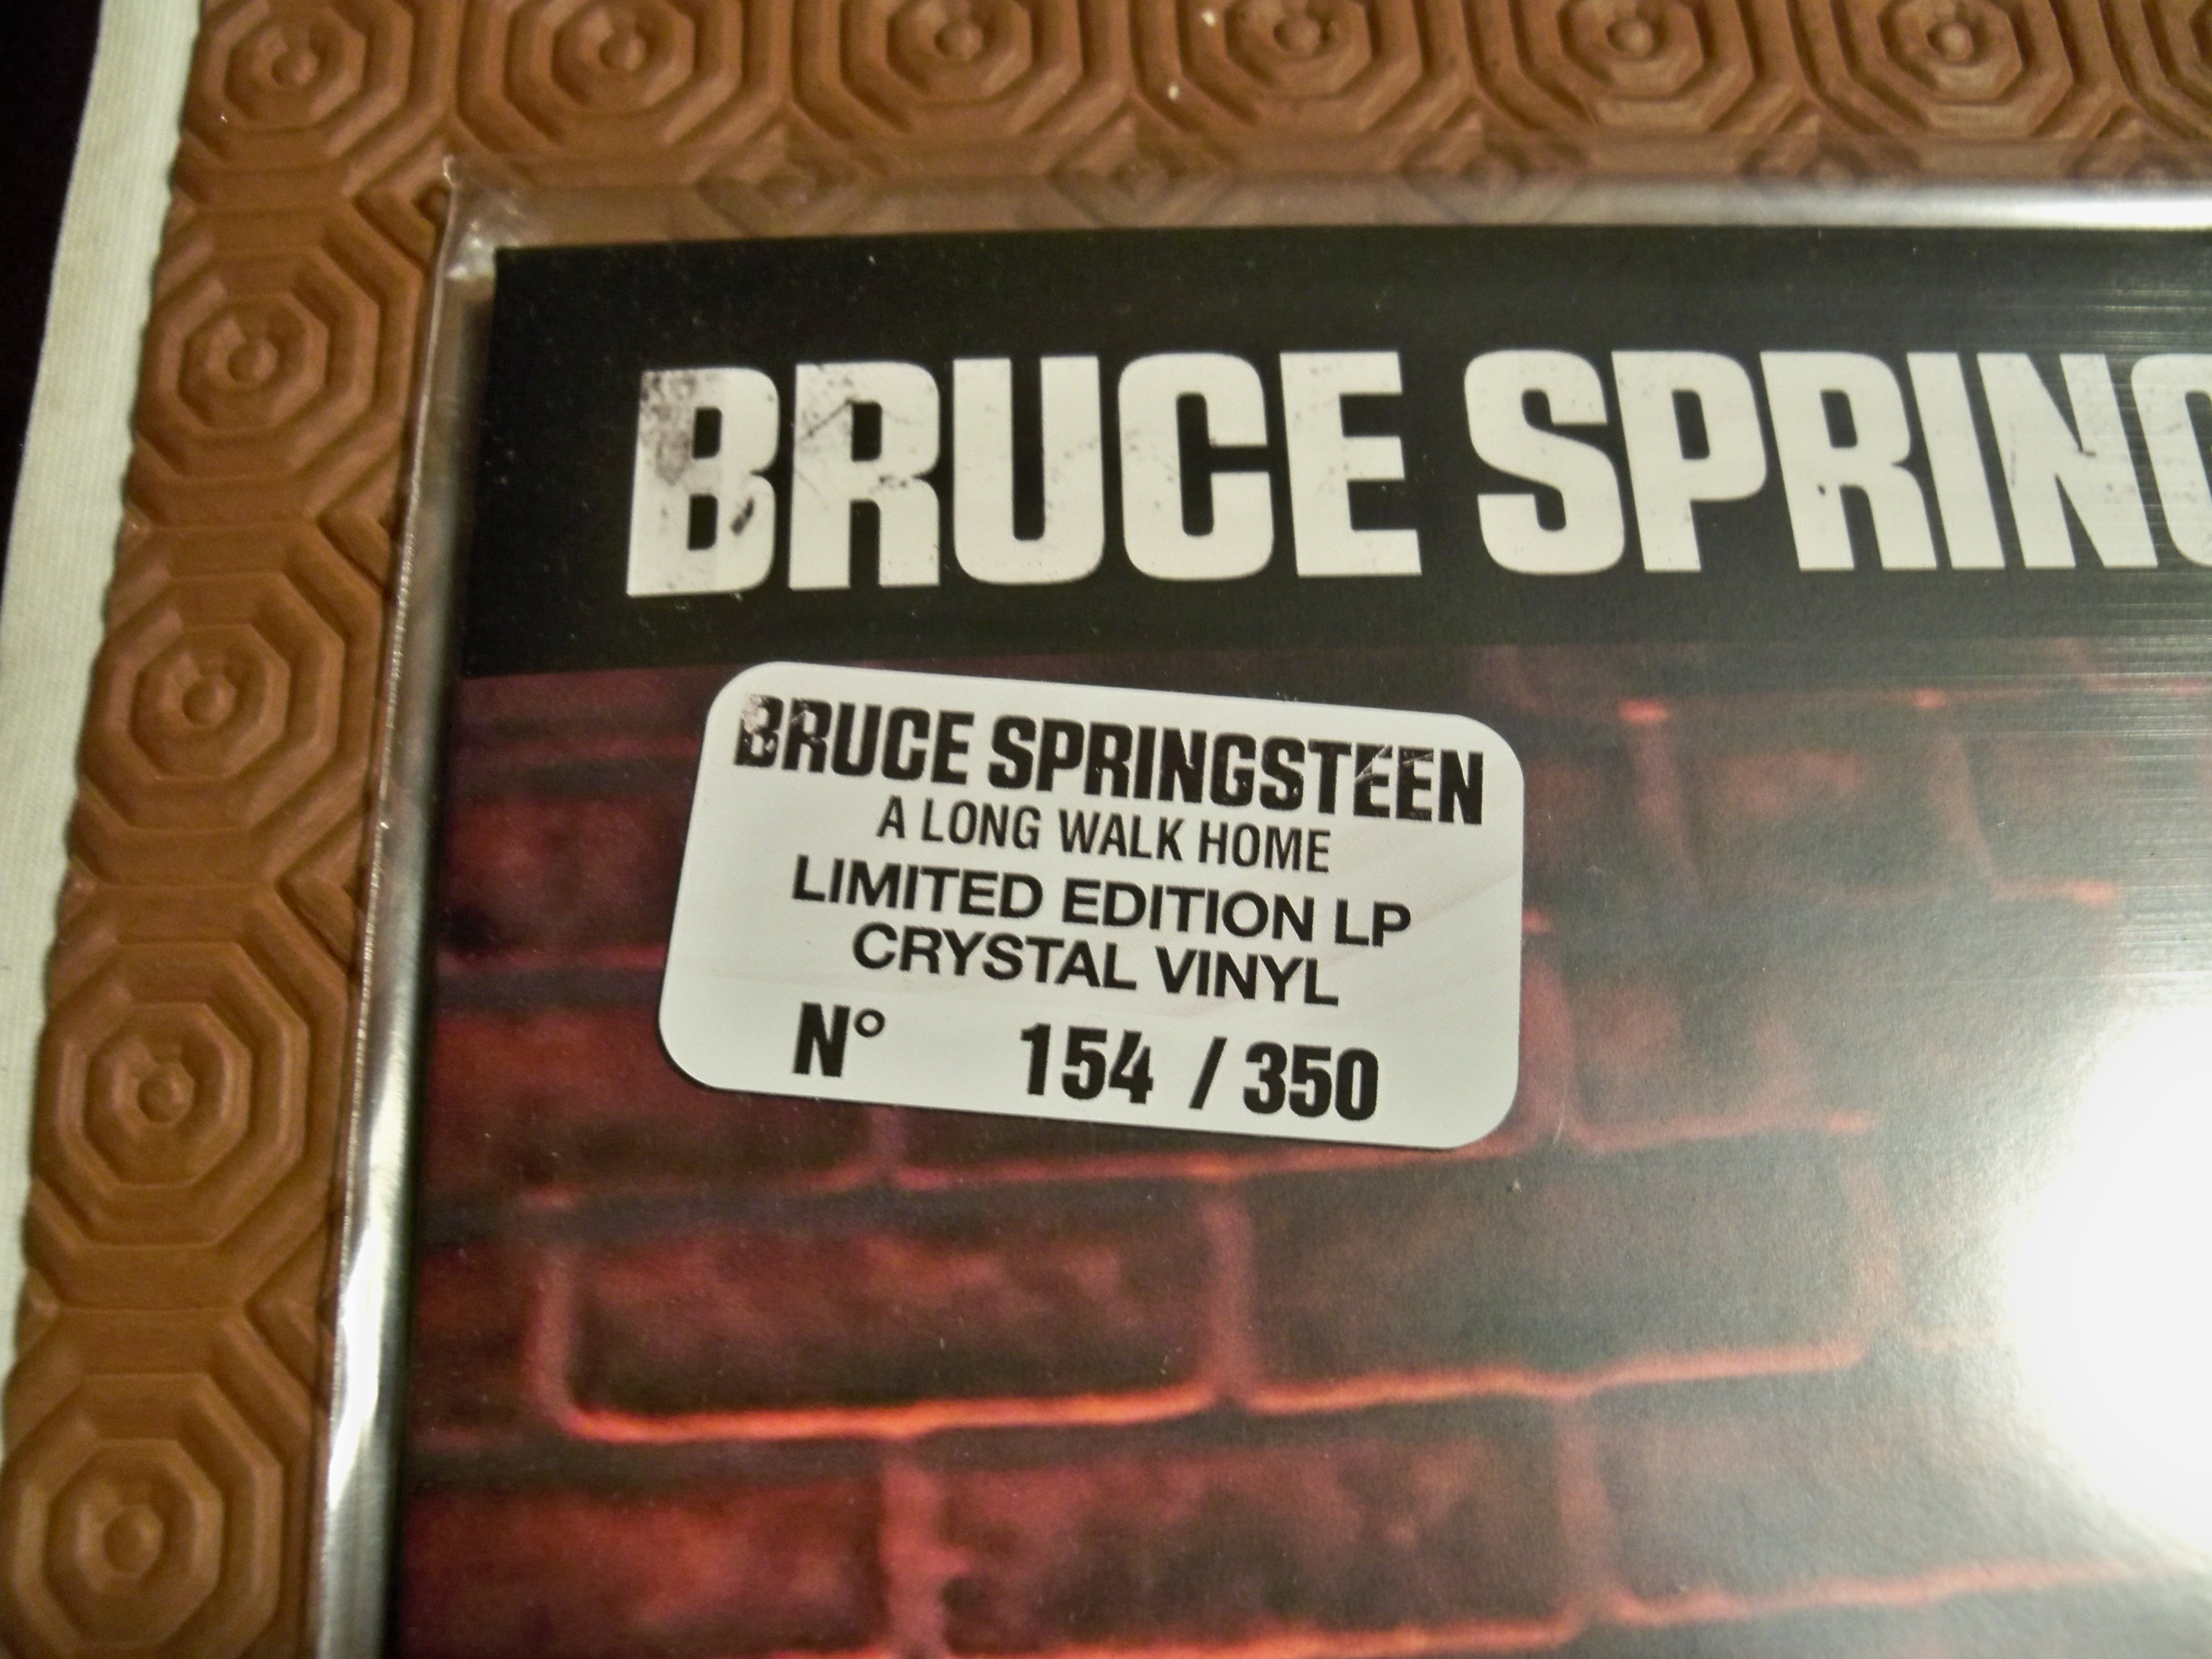 BRUCE SPRING
BRUCE SPRINGSTEEN
A LONG WALK HOME
LIMITED EDITION LP
CRYSTAL VINYL
N° 154 / 350